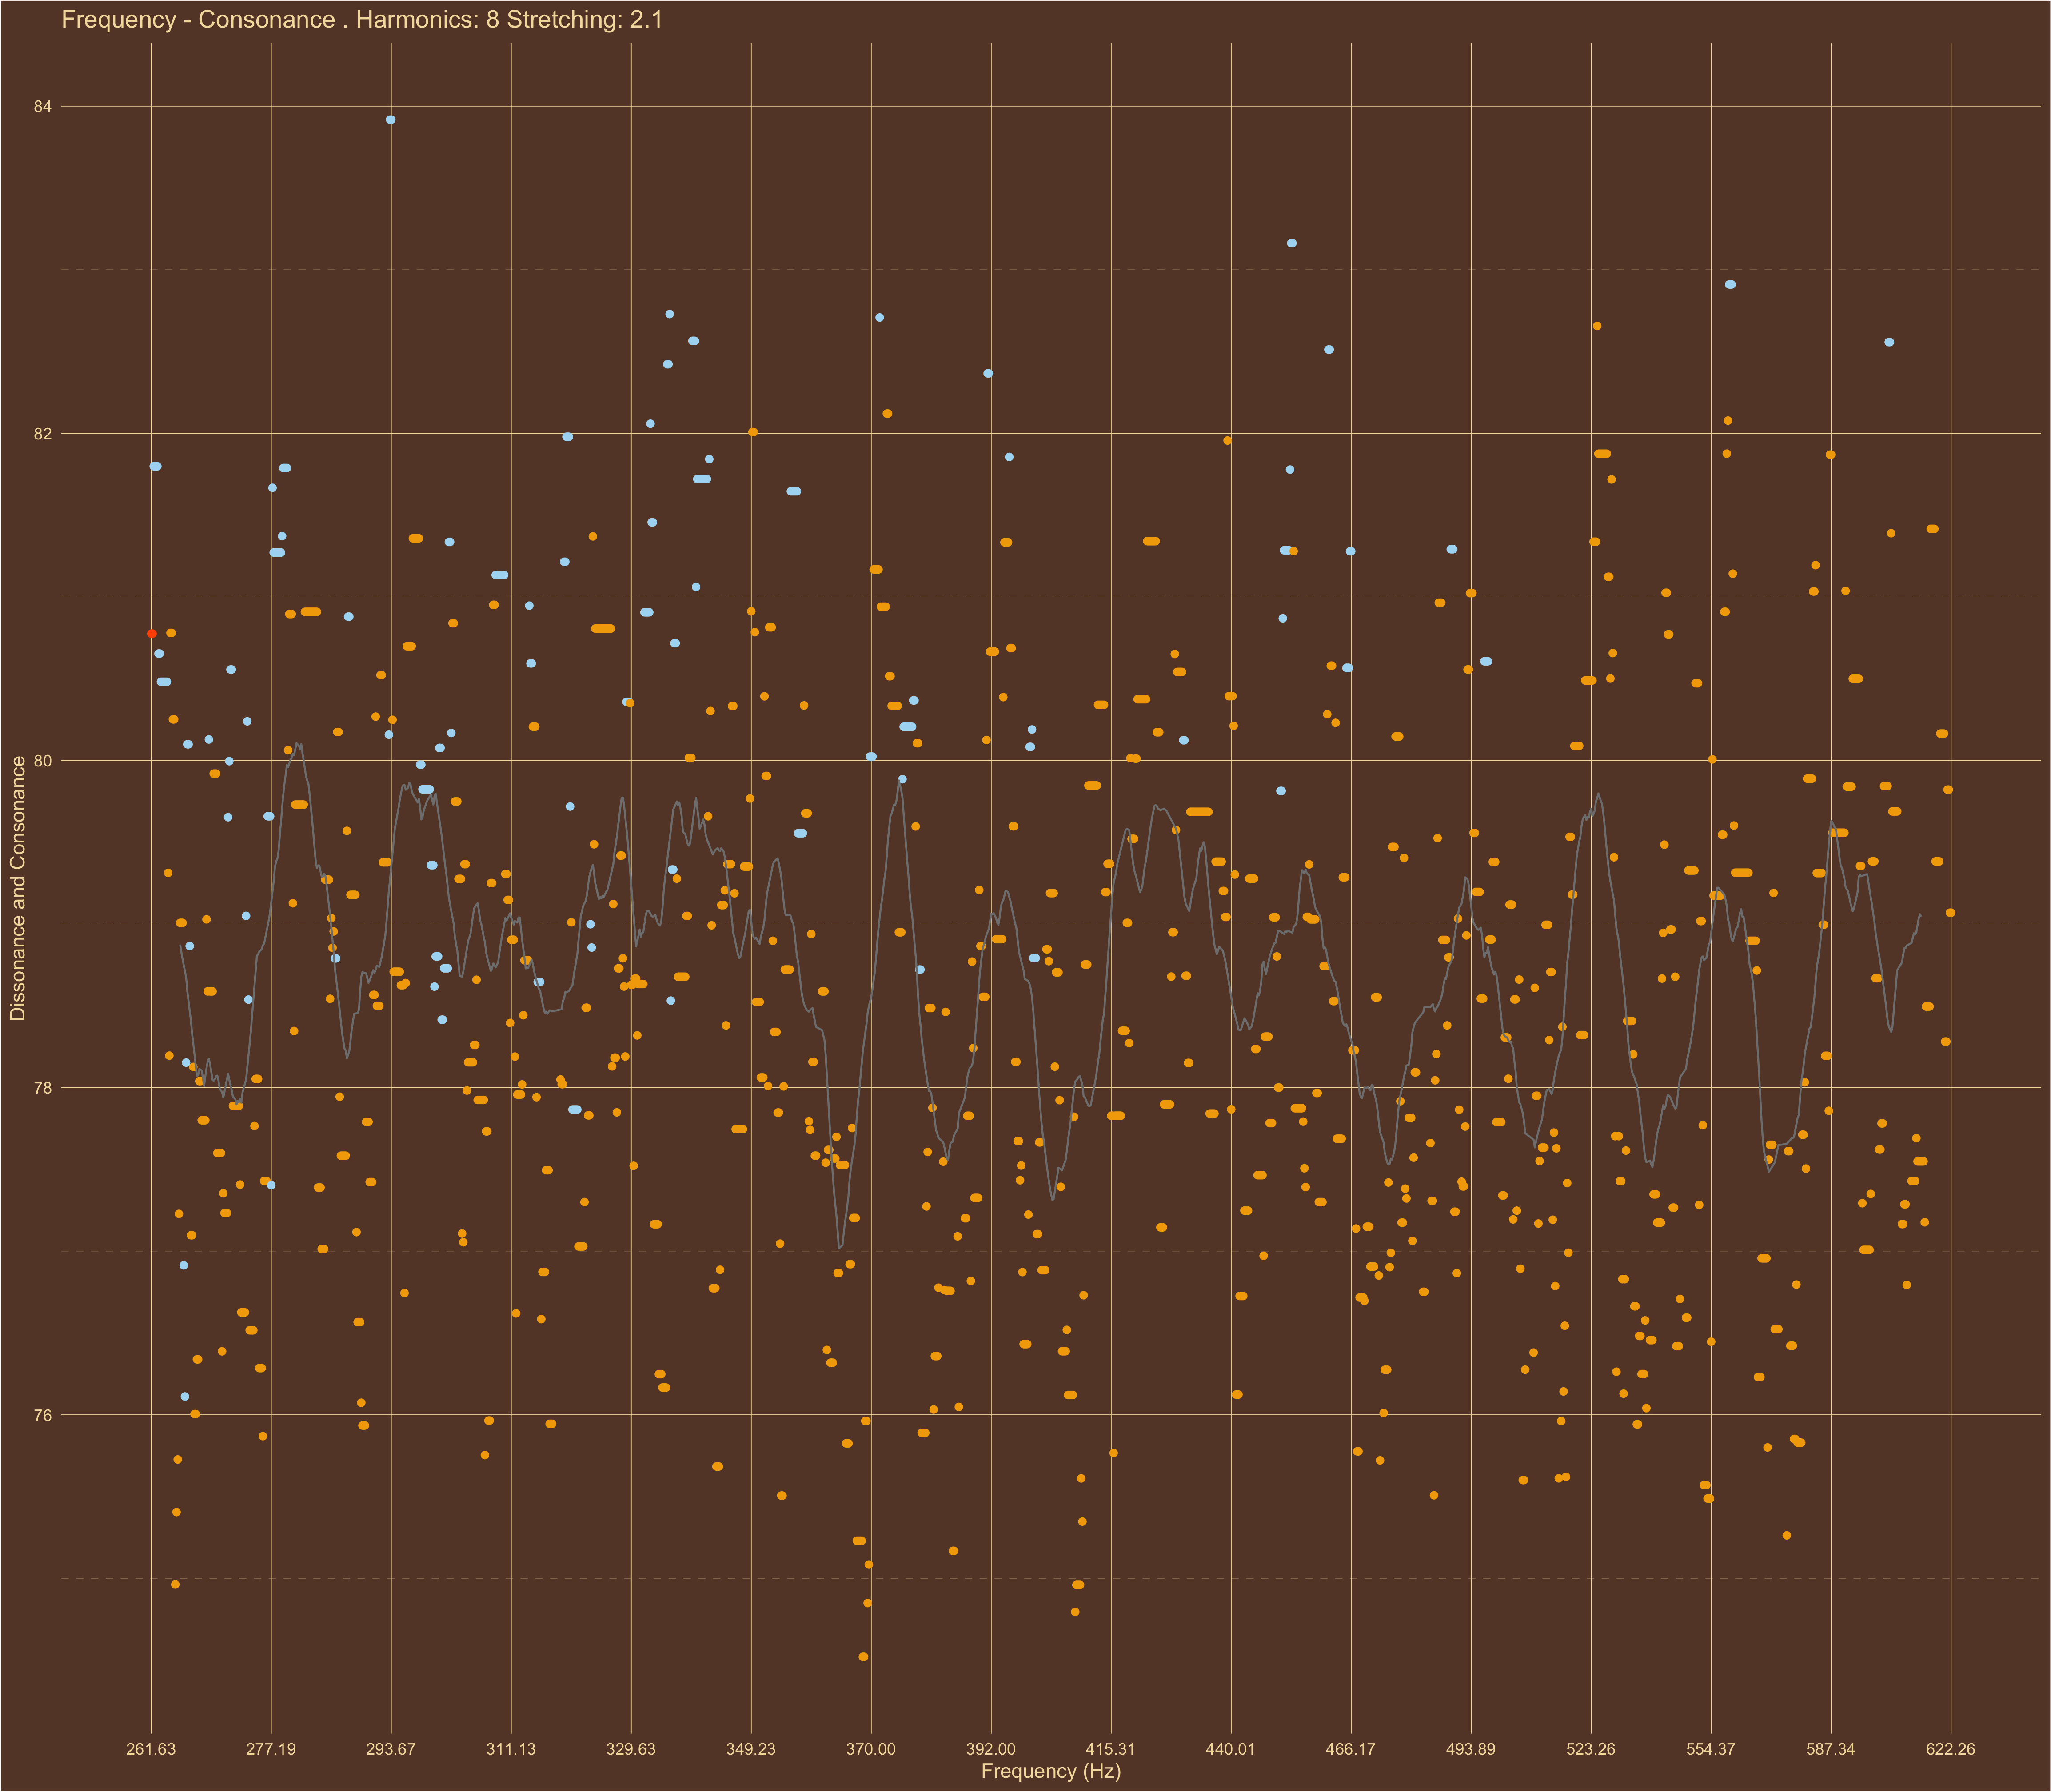 Frequency - Consonance . Harmonics: 8 Stretching: 2.1
84
82
80
78
76
Dissonance and Consonance
261.63 277.19 293.67 311.13 329.63 349.23 370.00 392.00 415.31 440.01 466.17 493.89 523.26 554.37 587.34 622.26
Frequency (Hz)